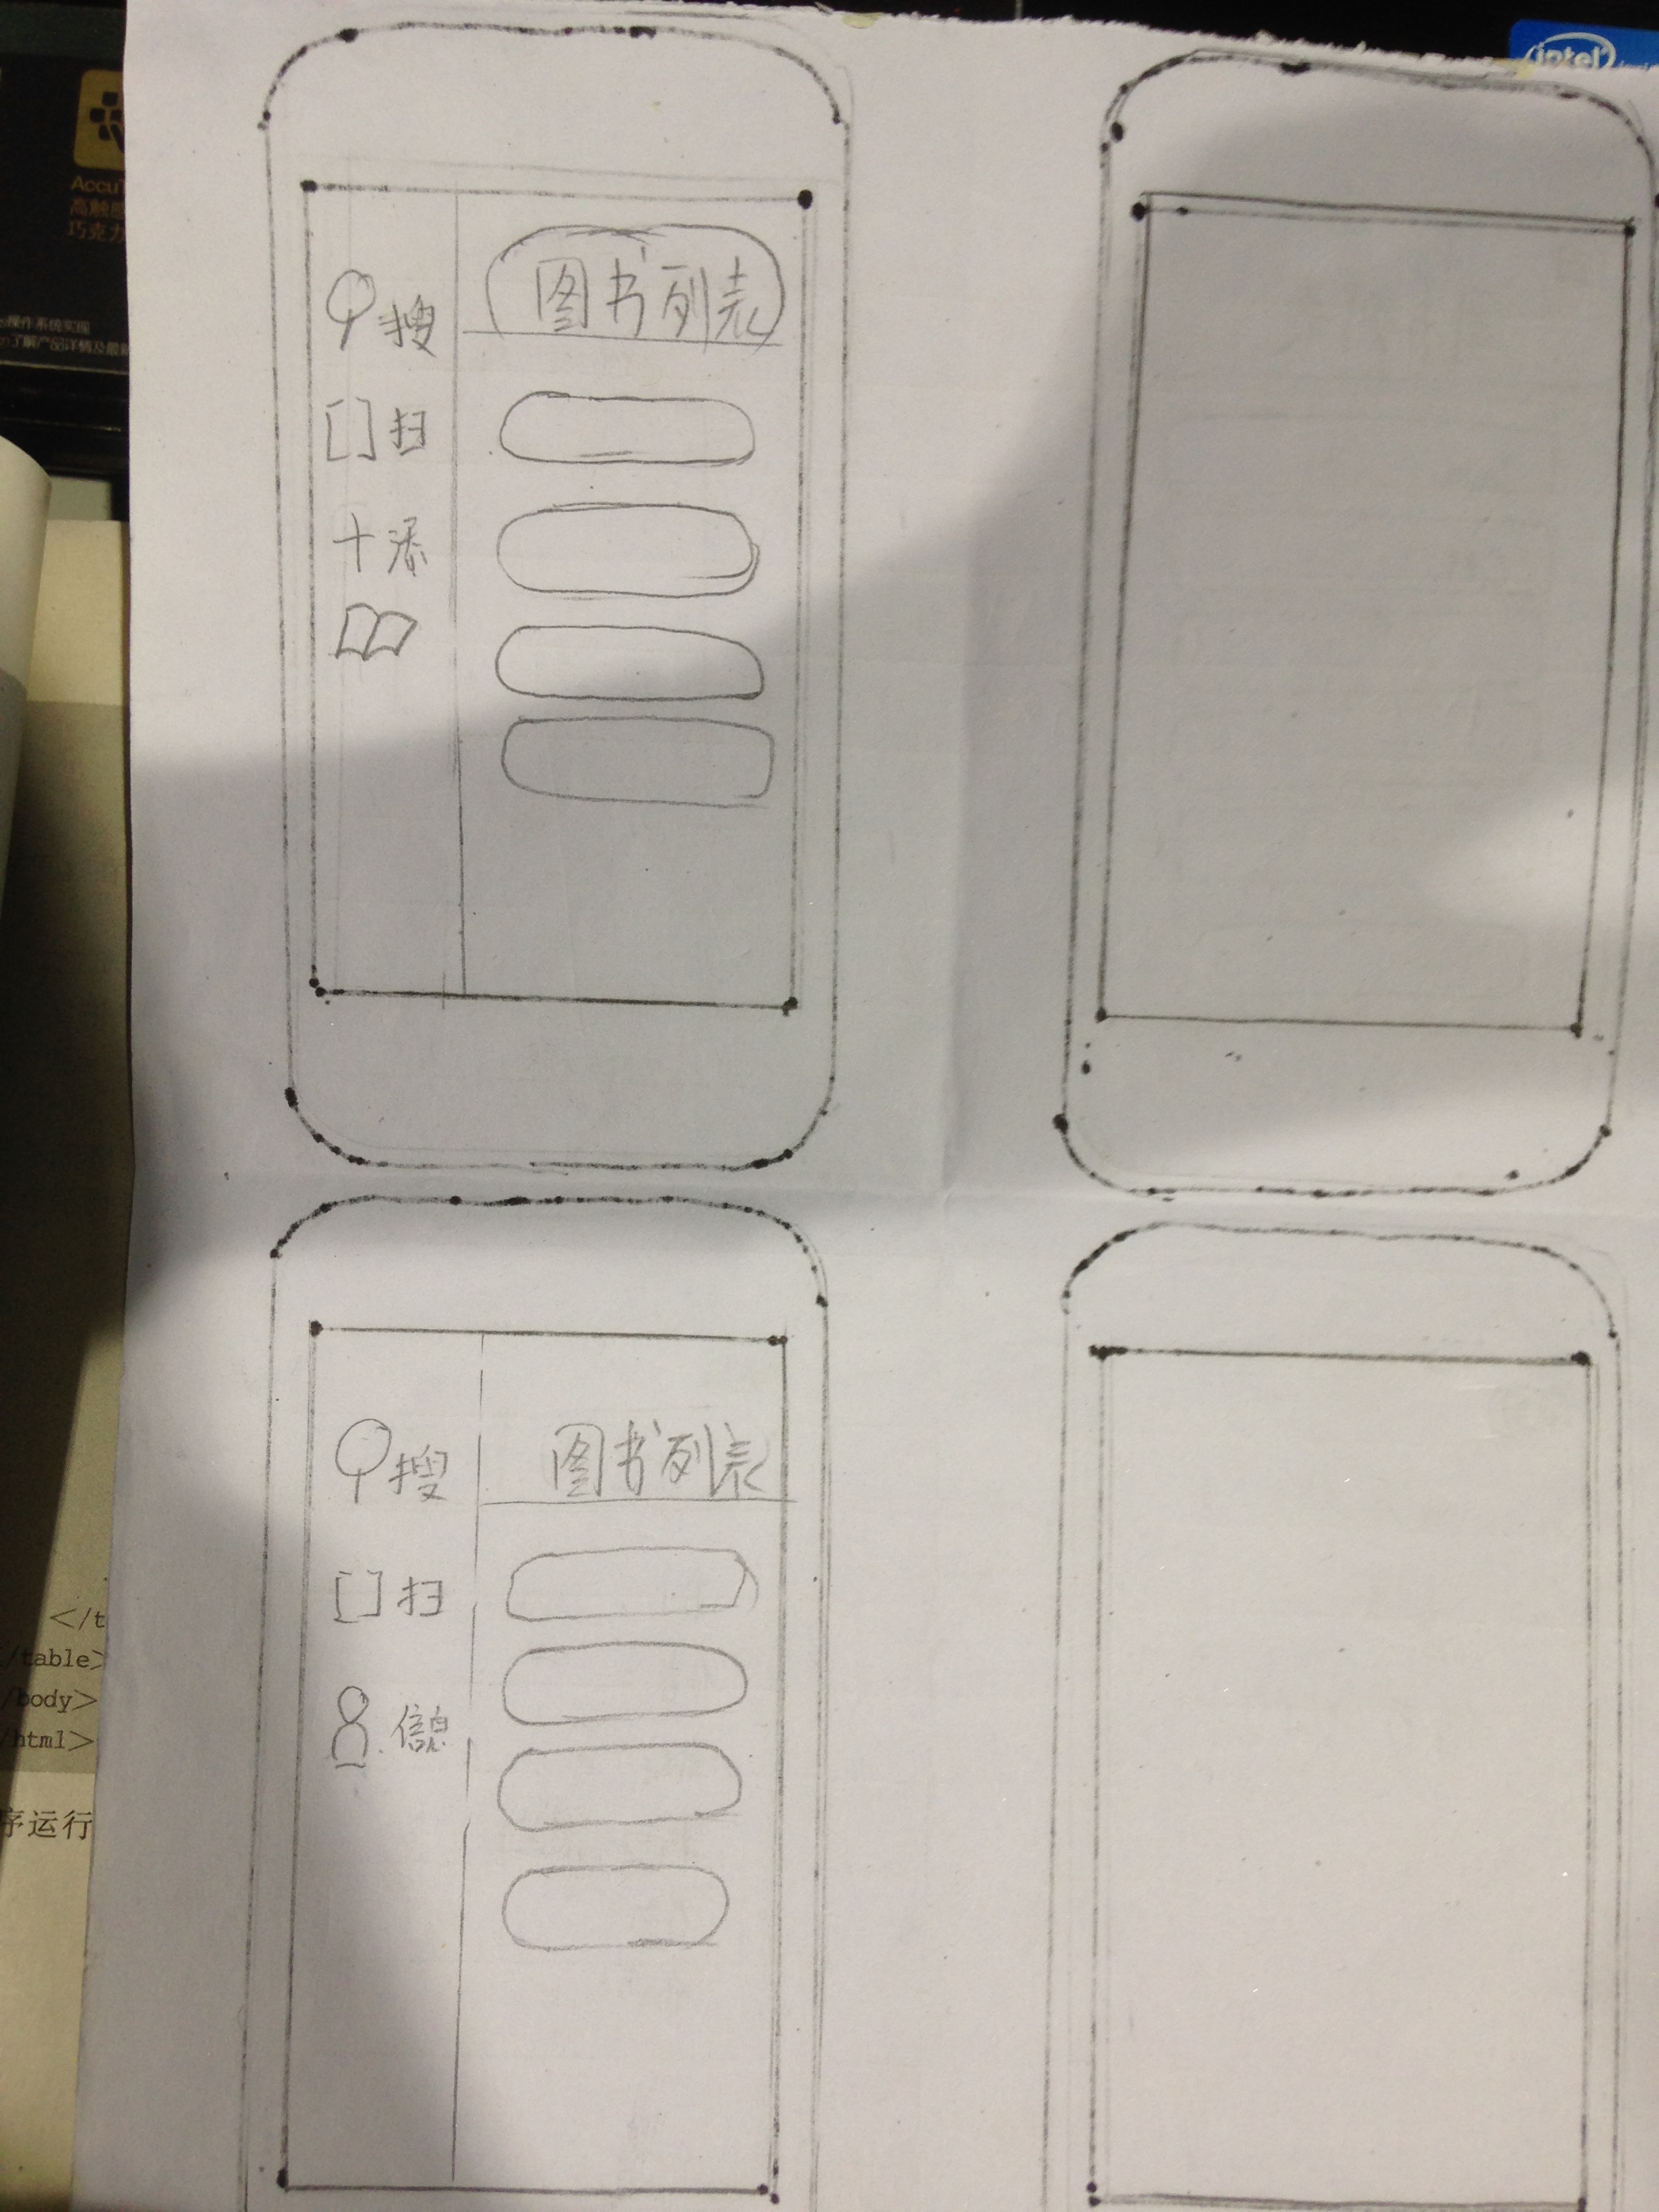 intel
Accu
高触感
巧克力
操作系统实现
了解产品详情及最新
图书列表
搜
[ ] 扫
+ 添
图书列表
搜
[ ] 扫
信息
</t
/table>
/body>
/html>
序运行